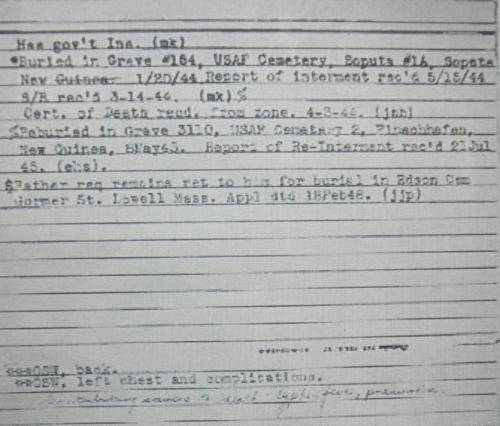 Has gov't Ins. (mk)
*Buried in Grave #164, USAF Cemetery, Soputa #1A, Soputa
New Guinea 1/20/44 Report of interment rec'd 5/15/44
S/R rec'd 3-14-44. (mk) %
Cert. of Death recd. from zone. 4-3-44. (jnb)
%Reburied in Grave 3110, USAF Cemetery 2, Finschhafen,
New Guinea, 8May45. Report of Re-Interment rec'd 21Jul
45. (ehs).
$Father req remains ret to him for burial in Edson Cem
Gormer St. Lowell Mass. Appl dtd 18Feb48. (jjp)
GSW, back.
GSW, left chest and complications.
Contributing causes